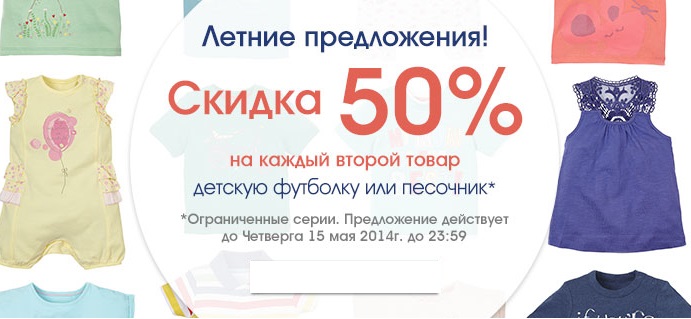 Летние предложения!
Скидка 50%
на каждый второй товар
детскую футболку или песочник*
*Ограниченные серии. Предложение действует
до Четверга 15 мая 2014г. до 23:59